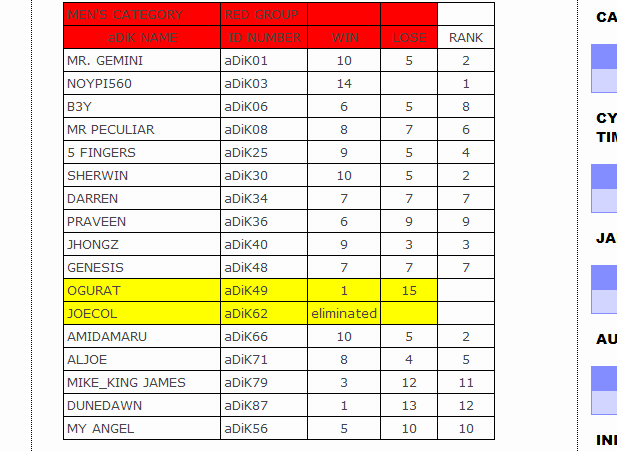 MEN'S CATEGORY RED GROUP
aDiK NAME ID NUMBER WIN LOSE RANK
MR. GEMINI aDiK01 10 5 2
NOYPI560 aDiK03 14 1
B3Y aDiK06 6 5 8
MR PECULIAR aDiK08 8 7 6
5 FINGERS aDiK25 9 5 4
SHERWIN aDiK30 10 5 2
DARREN aDiK34 7 7 7
PRAVEEN aDiK36 6 9 9
JHONGZ aDiK40 9 3 3
GENESIS aDiK48 7 7 7
OGURAT aDiK49 1 15
JOECOL aDiK62 eliminated
AMIDAMARU aDiK66 10 5 2
ALJOE aDiK71 8 4 5
MIKE_KING JAMES aDiK79 3 12 11
DUNEDAWN aDiK87 1 13 12
MY ANGEL aDiK56 5 10 10
CA
CY
TI
JA
AU
INI